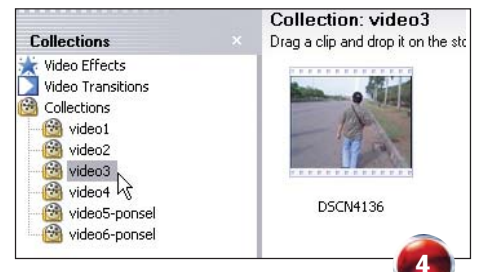 Collections
Video Effects
Video Transitions
Collections
video1
video2
video3
video4
video5-ponsel
video6-ponsel
Collection: video3
Drag a clip and drop it on the sto
DSCN4136
4